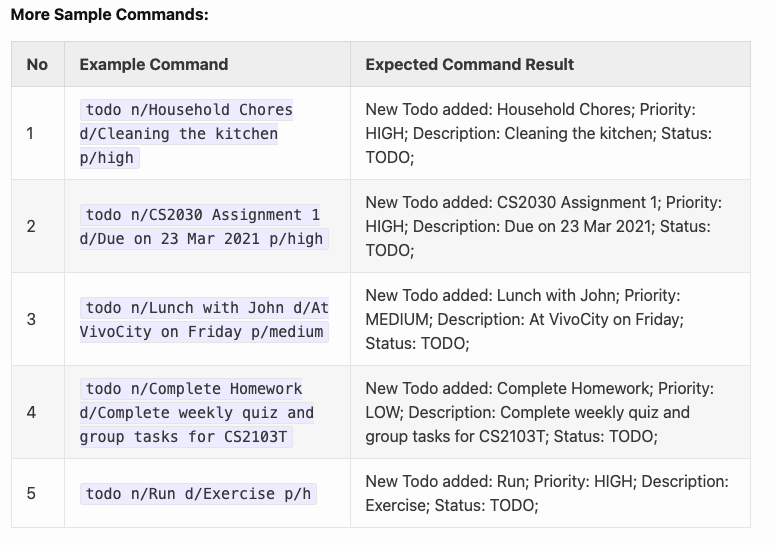 More Sample Commands:
No Example Command Expected Command Result
1
todo n/Household Chores
d/Cleaning the kitchen
p/high
New Todo added: Household Chores; Priority:
HIGH; Description: Cleaning the kitchen; Status:
TODO;
2
todo n/CS2030 Assignment 1
d/Due on 23 Mar 2021 p/high
New Todo added: CS2030 Assignment 1; Priority:
HIGH; Description: Due on 23 Mar 2021; Status:
TODO;
3
todo n/Lunch with John d/At
VivoCity on Friday p/medium
New Todo added: Lunch with John; Priority:
MEDIUM; Description: At VivoCity on Friday;
Status: TODO;
4
todo n/Complete Homework
d/Complete weekly quiz and
group tasks for CS2103T
New Todo added: Complete Homework; Priority:
LOW; Description: Complete weekly quiz and
group tasks for CS2103T; Status: TODO;
5
todo n/Run d/Exercise p/h
New Todo added: Run; Priority: HIGH; Description:
Exercise; Status: TODO;